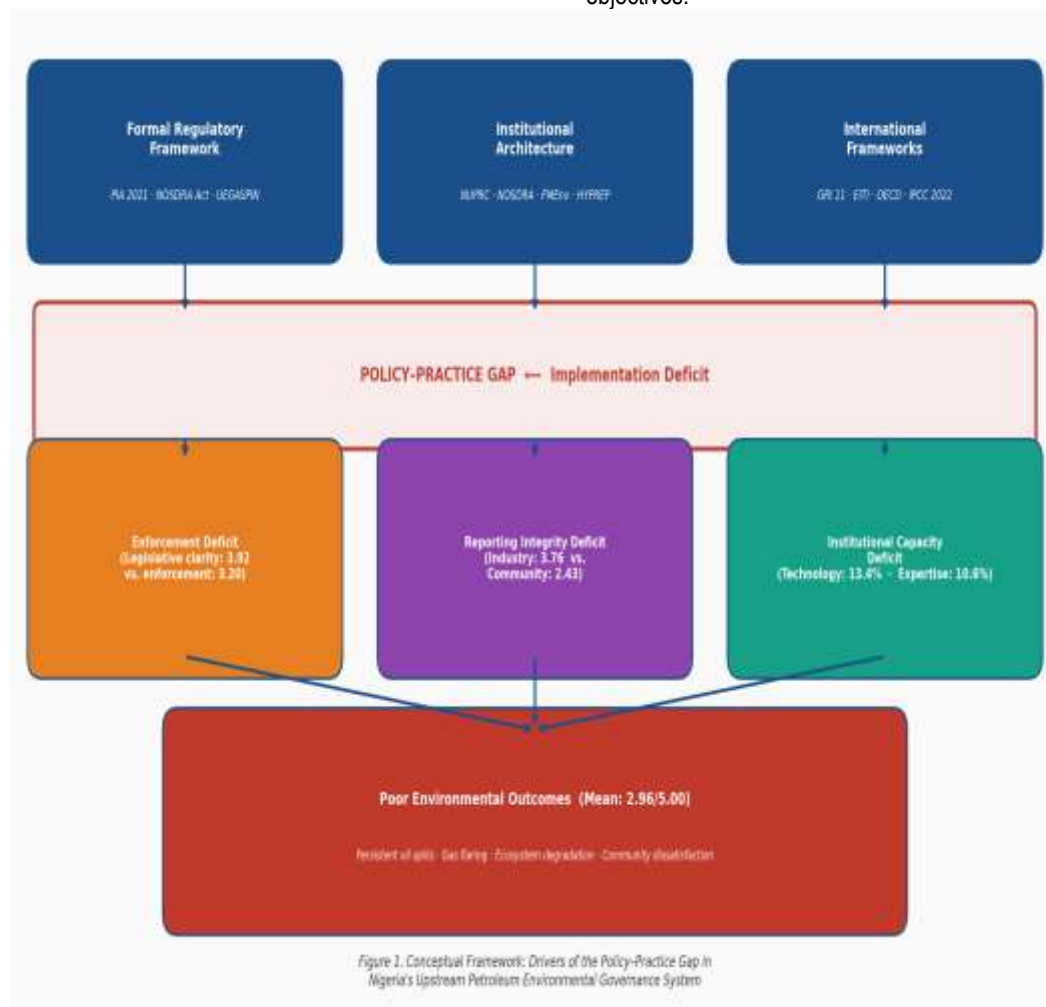 objectives.
Formal Regulatory
Framework
PIA 2021 · NOSDRA Act · UEGASPIN
Institutional
Architecture
NUPRC · NOSDRA · FMEnv · HYPREP
International
Frameworks
GRI 11 · EITI · OECD · IPCC 2022
POLICY-PRACTICE GAP ← Implementation Deficit
Enforcement Deficit
(Legislative clarity: 3.02
vs. enforcement: 3.20)
Reporting Integrity Deficit
(Industry: 3.76 vs.
Community: 2.43)
Institutional Capacity
Deficit
(Technology: 13.4% - Expertise: 10.6%)
Poor Environmental Outcomes (Mean: 2.96/5.00)
Persistent oil spills · Gas flaring · Ecosystem degradation · Community dissatisfaction
Figure 1. Conceptual Framework: Drivers of the Policy-Practice Gap in
Nigeria's Upstream Petroleum Environmental Governance System